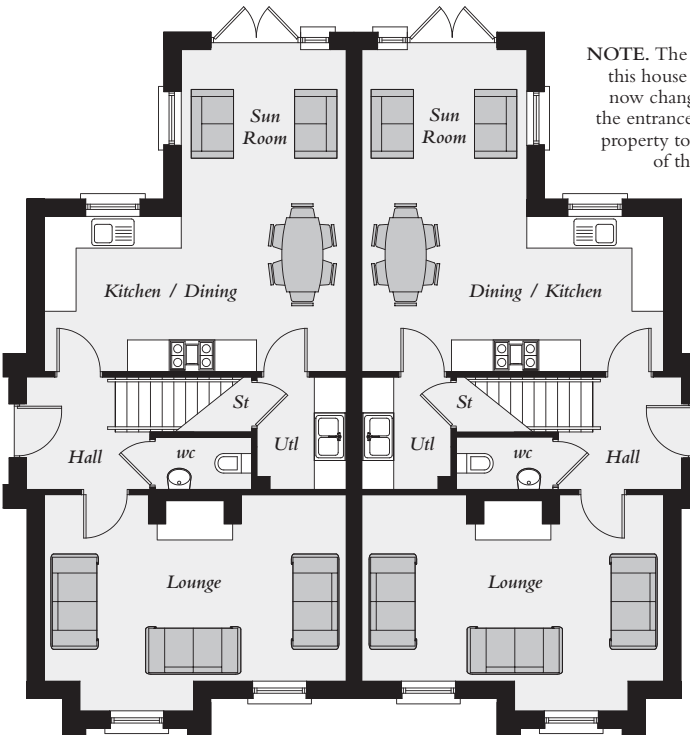 NOTE. The
this house
now chang
the entrance
property to
of th
Sun
Room
Sun
Room
Kitchen / Dining
Dining / Kitchen
St
St
Utl
Utl
Hall
wc
wc
Hall
Lounge
Lounge